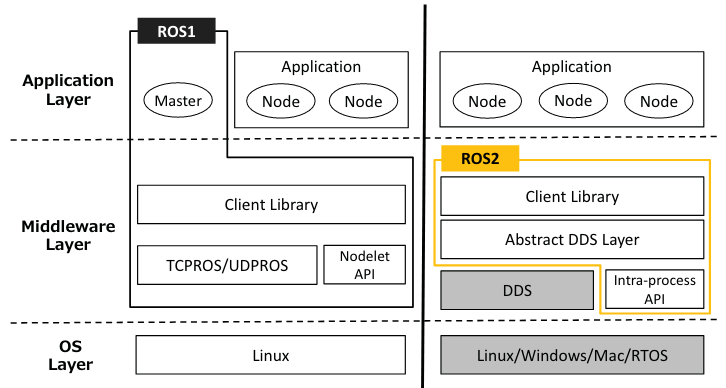 ROS1
Application
Layer
Master
Application
Node
Node
Application
Node
Node
Node
Middleware
Layer
Client Library
TCPROS/UDPROS
Nodelet
API
ROS2
Client Library
Abstract DDS Layer
DDS
Intra-process
API
OS
Layer
Linux
Linux/Windows/Mac/RTOS